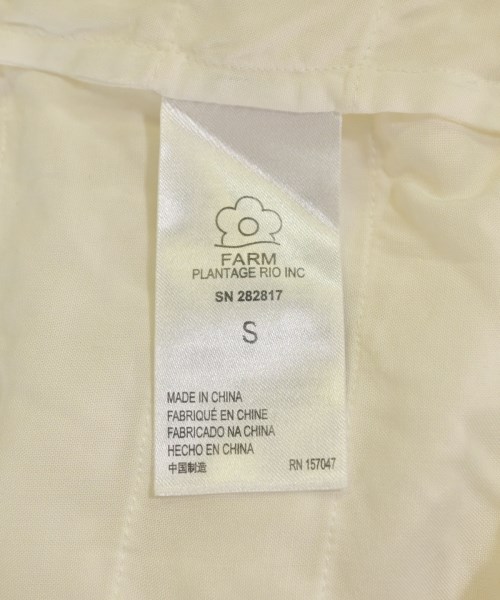 FARM
PLANTAGE RIO INC
SN 282817
S
MADE IN CHINA
FABRIQUÉ EN CHINE
FABRICADO NA CHINA
HECHO EN CHINA
中国制造
RN 157047